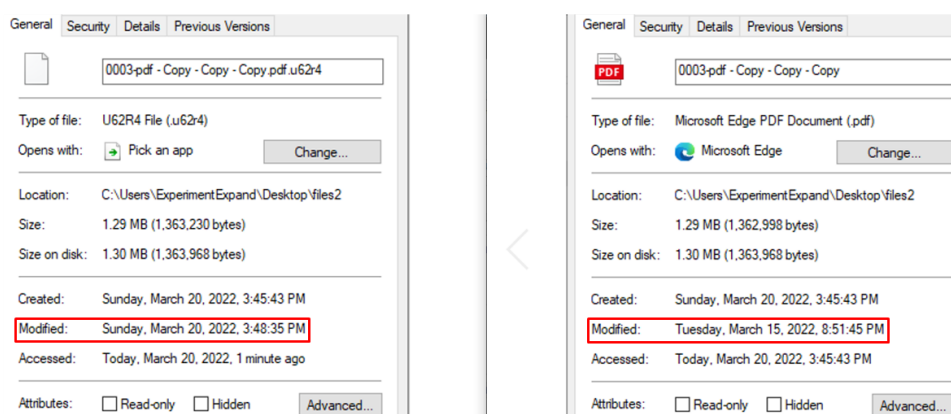 General Security Details Previous Versions
0003-pdf - Copy - Copy - Copy.pdf.u62r4
Type of file: U62R4 File (.u62r4)
Opens with: Pick an app Change...
Location: C:\Users\ExperimentExpand\Desktop\files2
Size: 1.29 MB (1,363,230 bytes)
Size on disk: 1.30 MB (1,363,968 bytes)
Created: Sunday, March 20, 2022, 3:45:43 PM
Modified: Sunday, March 20, 2022, 3:48:35 PM
Accessed: Today, March 20, 2022, 1 minute ago
Attributes: Read-only Hidden Advanced...
General Security Details Previous Versions
PDF
0003-pdf - Copy - Copy - Copy
Type of file: Microsoft Edge PDF Document (.pdf)
Opens with: Microsoft Edge Change...
Location: C:\Users\ExperimentExpand\Desktop\files2
Size: 1.29 MB (1,362,998 bytes)
Size on disk: 1.30 MB (1,363,968 bytes)
Created: Sunday, March 20, 2022, 3:45:43 PM
Modified: Tuesday, March 15, 2022, 8:51:45 PM
Accessed: Today, March 20, 2022, 3:45:43 PM
Attributes: Read-only Hidden Advanced...